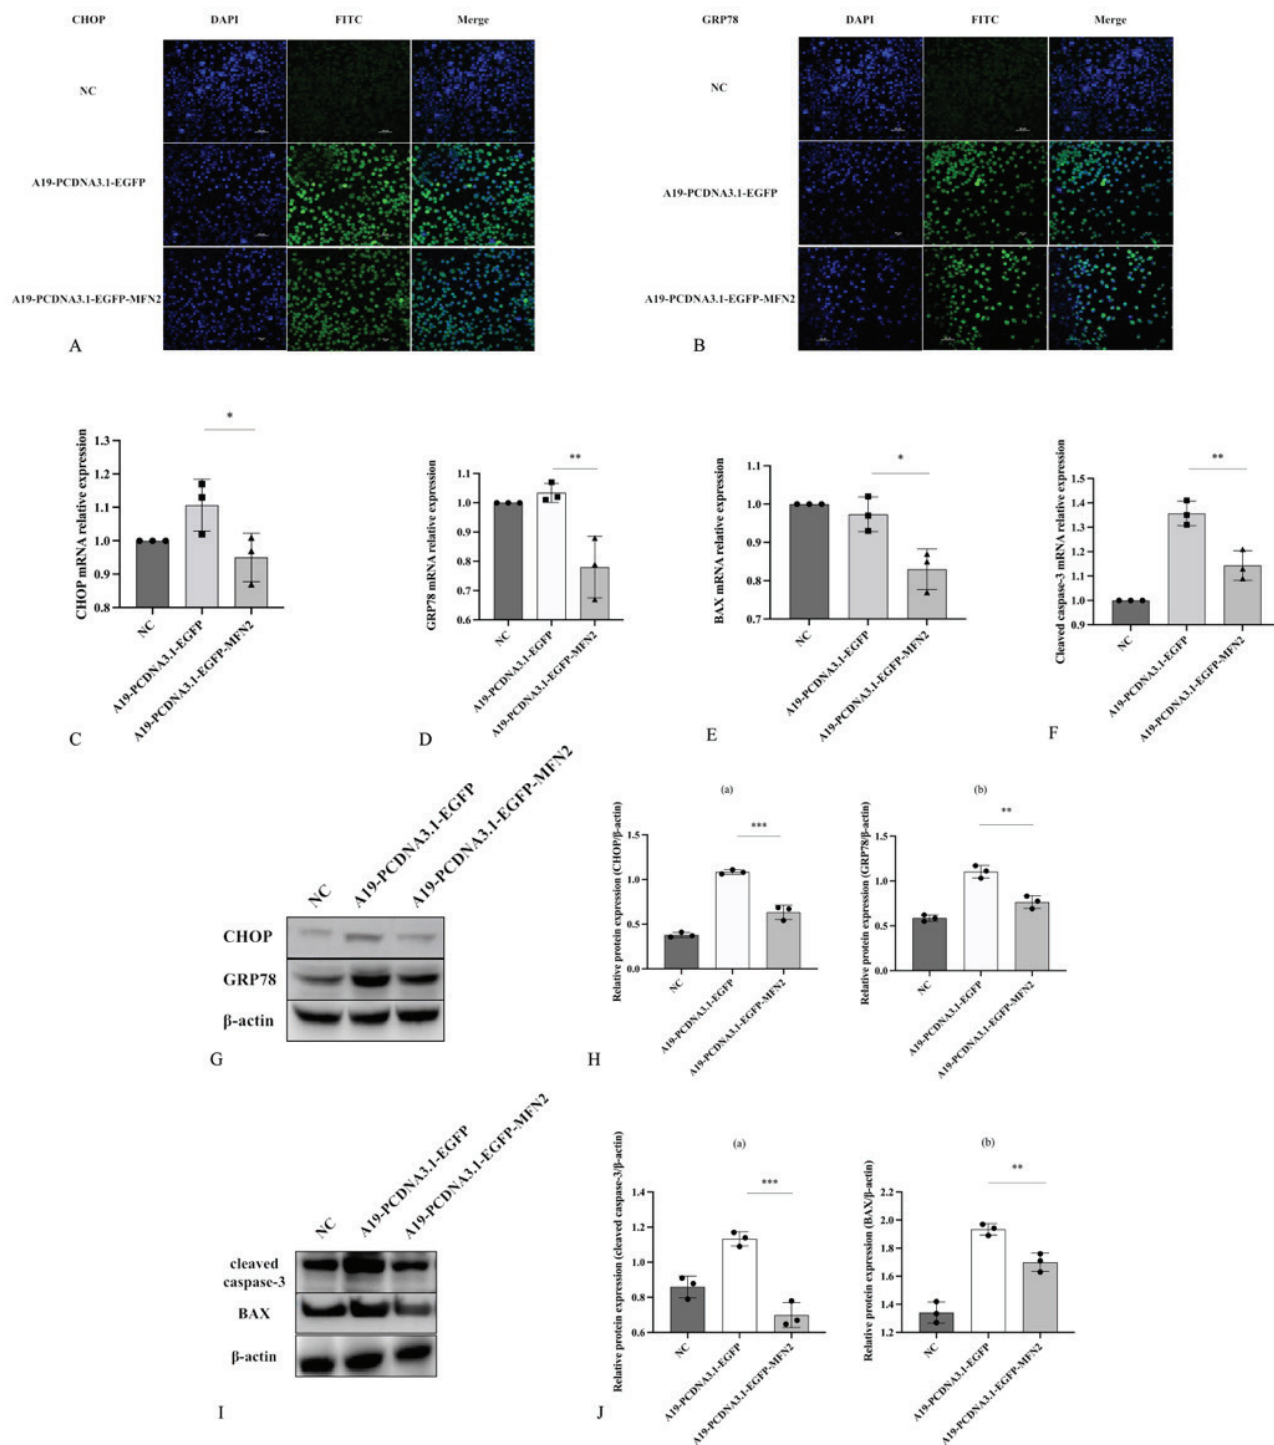 CHOP DAPI FITC Merge
NC
A19-PCDNA3.1-EGFP
A19-PCDNA3.1-EGFP-MFN2
A
GRP78 DAPI FITC Merge
NC
A19-PCDNA3.1-EGFP
A19-PCDNA3.1-EGFP-MFN2
B
CHOP mRNA relative expression
1.3
1.2
1.1
1.0
0.9
0.8
*
NC
A19-PCDNA3.1-EGFP
A19-PCDNA3.1-EGFP-MFN2
C
GRP78 mRNA relative expression
1.1
1.0
0.9
0.8
0.7
0.6
**
NC
A19-PCDNA3.1-EGFP
A19-PCDNA3.1-EGFP-MFN2
D
BAX mRNA relative expression
1.1
1.0
0.9
0.8
0.7
*
NC
A19-PCDNA3.1-EGFP
A19-PCDNA3.1-EGFP-MFN2
E
Cleaved caspase-3 mRNA relative expression
1.5
1.4
1.3
1.2
1.1
1.0
0.9
**
NC
A19-PCDNA3.1-EGFP
A19-PCDNA3.1-EGFP-MFN2
F
NC
A19-PCDNA3.1-EGFP
A19-PCDNA3.1-EGFP-MFN2
CHOP
GRP78
β-actin
G
(a)
Relative protein expression (CHOP/β-actin)
1.5
1.0
0.5
0.0
***
NC
A19-PCDNA3.1-EGFP
A19-PCDNA3.1-EGFP-MFN2
(b)
Relative protein expression (GRP78/β-actin)
1.5
1.0
0.5
0.0
**
NC
A19-PCDNA3.1-EGFP
A19-PCDNA3.1-EGFP-MFN2
H
NC
A19-PCDNA3.1-EGFP
A19-PCDNA3.1-EGFP-MFN2
cleaved
caspase-3
BAX
β-actin
I
(a)
Relative protein expression (cleaved caspase-3/β-actin)
1.4
1.2
1.0
0.8
0.6
***
NC
A19-PCDNA3.1-EGFP
A19-PCDNA3.1-EGFP-MFN2
(b)
Relative protein expression (BAX/β-actin)
2.2
2.0
1.8
1.6
1.4
1.2
**
NC
A19-PCDNA3.1-EGFP
A19-PCDNA3.1-EGFP-MFN2
J